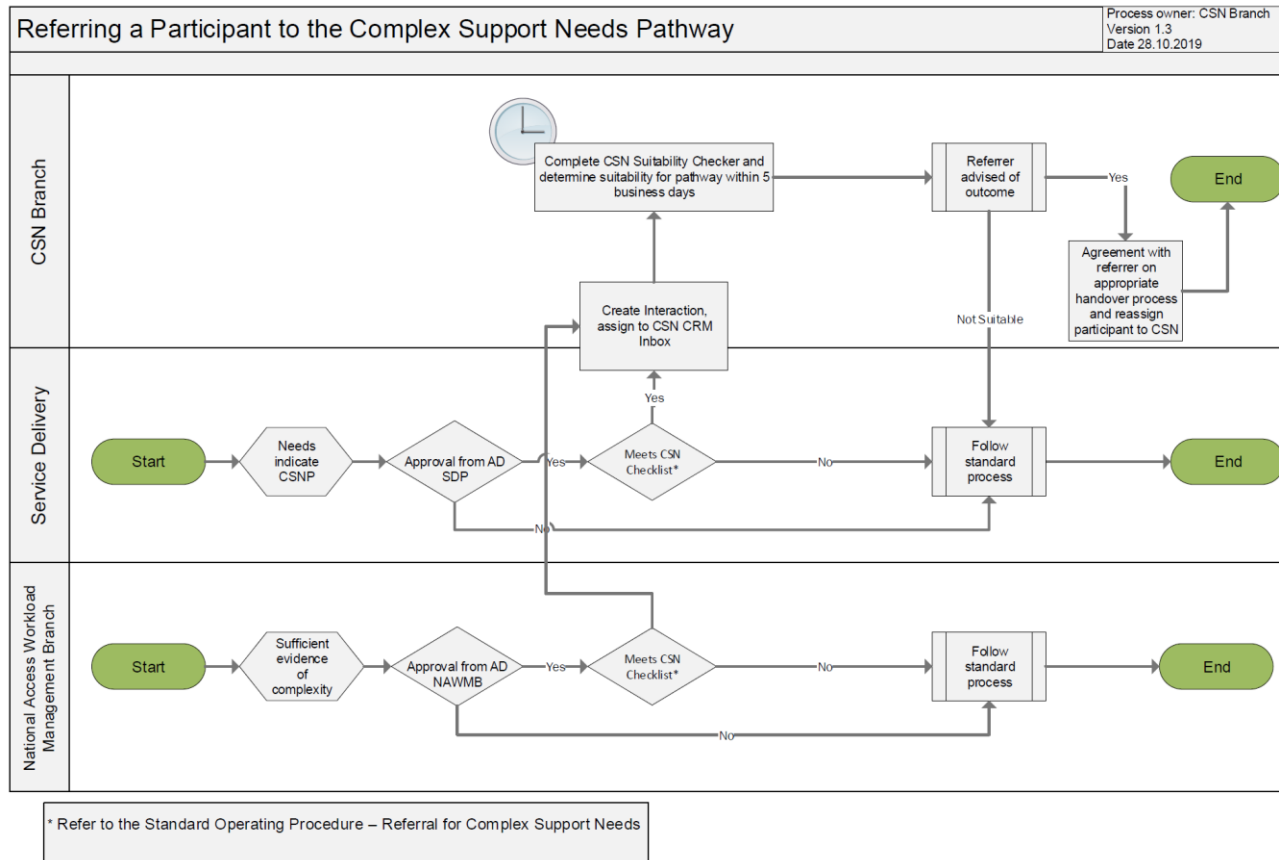 Referring a Participant to the Complex Support Needs Pathway
Process owner: CSN Branch
Version 1.3
Date 28.10.2019
CSN Branch
Complete CSN Suitability Checker and
determine suitability for pathway within 5
business days
Referrer
advised of
outcome
Yes
End
Agreement with
referrer on
appropriate
handover process
and reassign
participant to CSN
Create Interaction,
assign to CSN CRM
Inbox
Not Suitable
Service Delivery
Yes
Start
Needs
indicate
CSNP
Approval from AD
SDP
Yes
Meets CSN
Checklist*
No
Follow
standard
process
End
No
National Access Workload
Management Branch
Start
Sufficient
evidence
of
complexity
Approval from AD
NAWMB
Yes
Meets CSN
Checklist*
No
Follow
standard
process
End
No
* Refer to the Standard Operating Procedure – Referral for Complex Support Needs